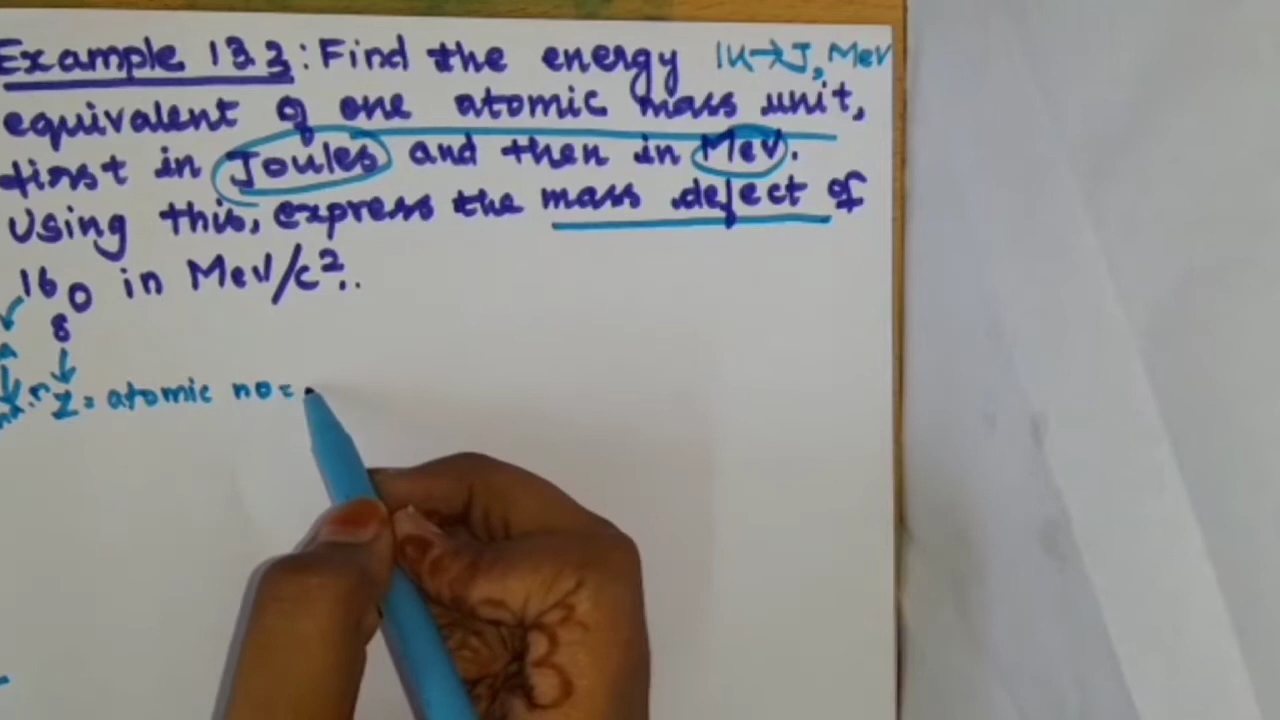 Example 13.3: Find the energy 1u→J, MeV
equivalent of one atomic mass unit,
first in Joules and then in MeV.
Using this, express the mass defect of
16 O in MeV/c²..
8
Z = atomic no =